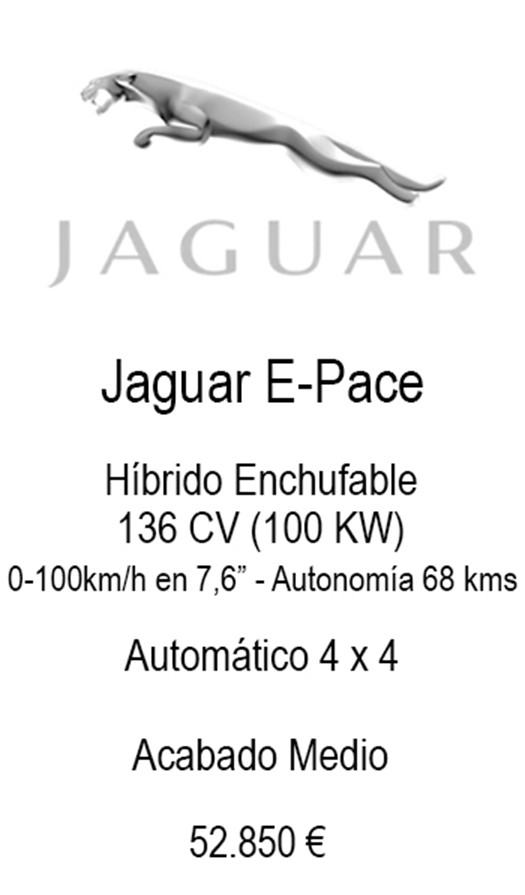 JAGUAR
Jaguar E-Pace
Híbrido Enchufable
136 CV (100 KW)
0-100km/h en 7,6” - Autonomía 68 kms
Automático 4 x 4
Acabado Medio
52.850 €